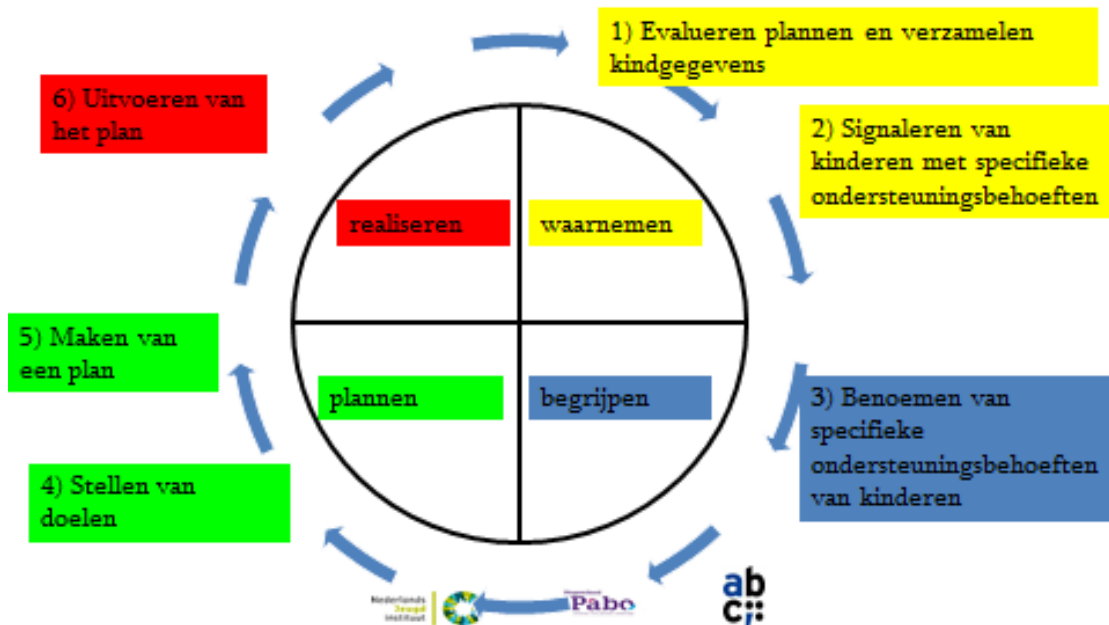 1) Evalueren plannen en verzamelen
kindgegevens
6) Uitvoeren van
het plan
2) Signaleren van
kinderen met specifieke
ondersteuningsbehoeften
realiseren
waarnemen
5) Maken van
een plan
plannen
begrijpen
3) Benoemen van
specifieke
ondersteuningsbehoeften
van kinderen
4) Stellen van
doelen
Nederlands
Jeugd
instituut
Pabo
ab
c